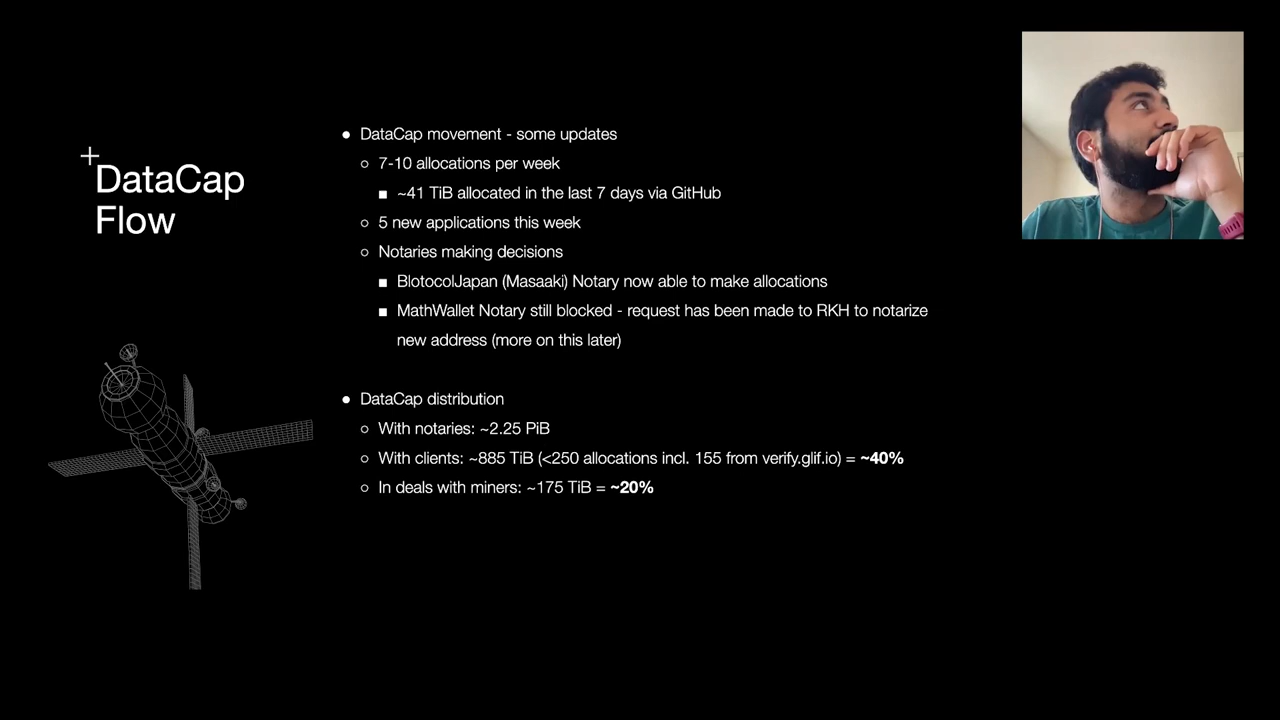 DataCap
Flow
● DataCap movement - some updates
○ 7-10 allocations per week
■ ~41 TiB allocated in the last 7 days via GitHub
○ 5 new applications this week
○ Notaries making decisions
■ BlotocolJapan (Masaaki) Notary now able to make allocations
■ MathWallet Notary still blocked - request has been made to RKH to notarize
new address (more on this later)
● DataCap distribution
○ With notaries: ~2.25 PiB
○ With clients: ~885 TiB (<250 allocations incl. 155 from verify.glif.io) = ~40%
○ In deals with miners: ~175 TiB = ~20%